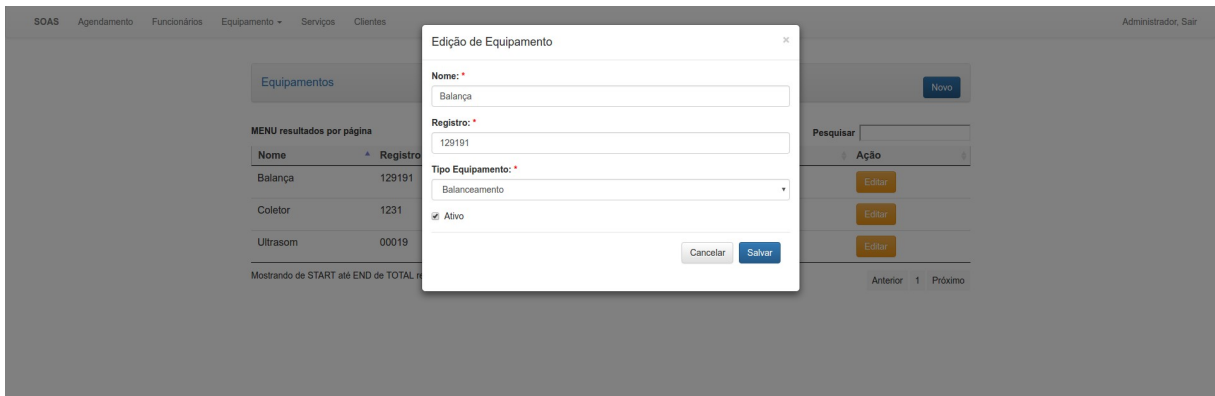 SOAS Agendamento Funcionários Equipamento Serviços Clientes Administrador, Sair
Edição de Equipamento ×
Equipamentos Novo
Nome: *
Balança
Registro: *
129191
Tipo Equipamento: *
Balanceamento
Ativo
Cancelar Salvar
MENU resultados por página Pesquisar
Nome Registro Ação
Balança 129191 Editar
Coletor 1231 Editar
Ultrasom 00019 Editar
Mostrando de START até END de TOTAL Anterior 1 Próximo